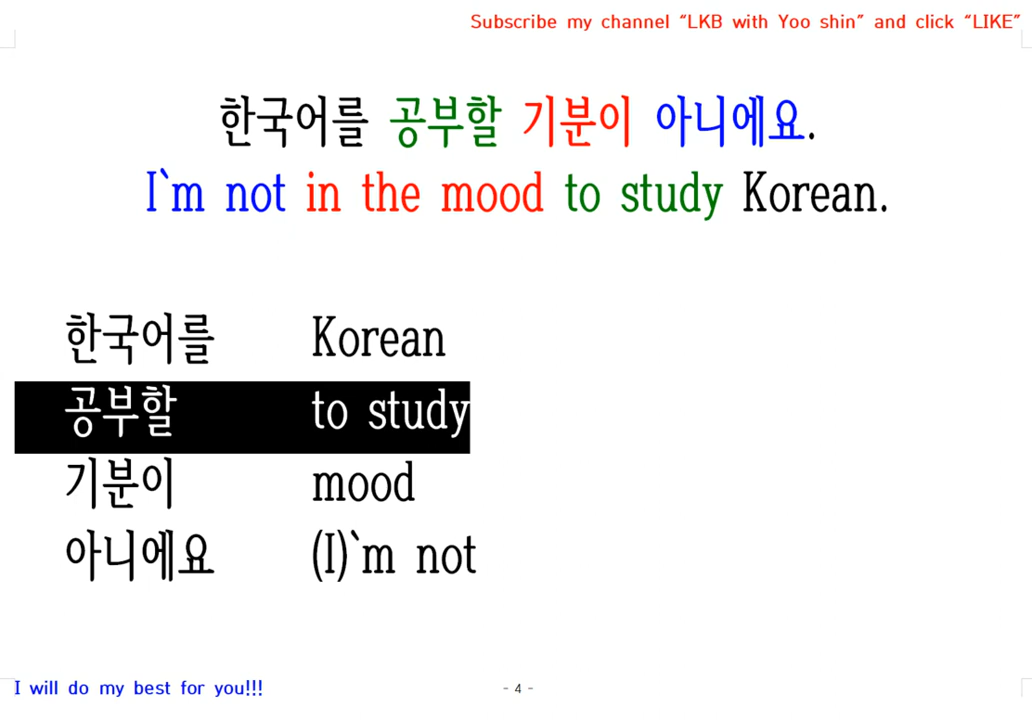 Subscribe my channel “LKB with Yoo shin” and click “LIKE”
한국어를 공부할 기분이 아니에요.
I`m not in the mood to study Korean.
한국어를 Korean
공부할 to study
기분이 mood
아니에요 (I)`m not
I will do my best for you!!!
- 4 -